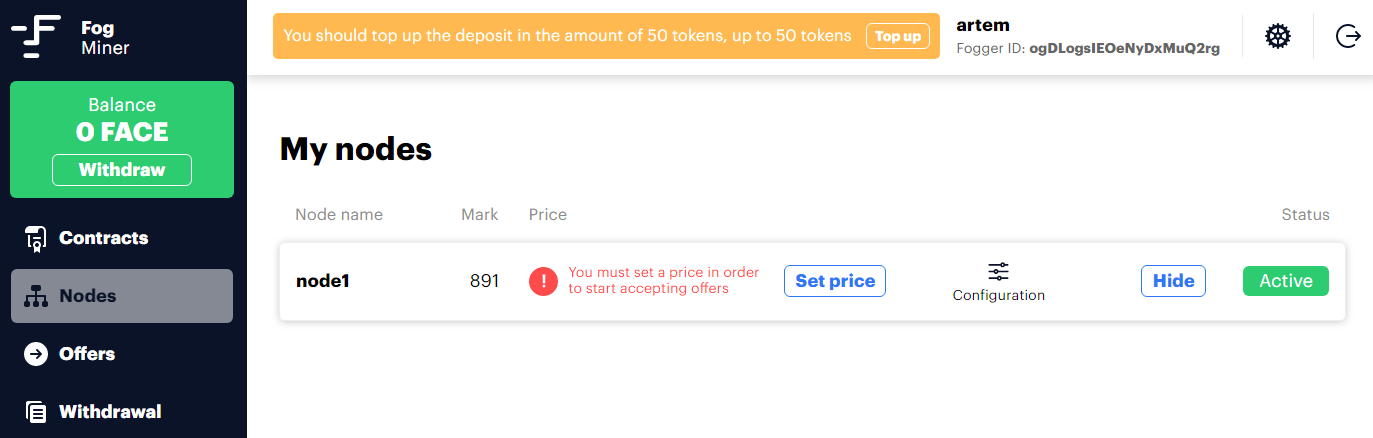 Fog
Miner
Balance
0 FACE
Withdraw
Contracts
Nodes
Offers
Withdrawal
You should top up the deposit in the amount of 50 tokens, up to 50 tokens
Top up
artem
Fogger ID: ogDLogsIEOeNyDxMuQ2rg
My nodes
Node name
Mark
Price
Status
node1
891
!
You must set a price in order
to start accepting offers
Set price
Configuration
Hide
Active